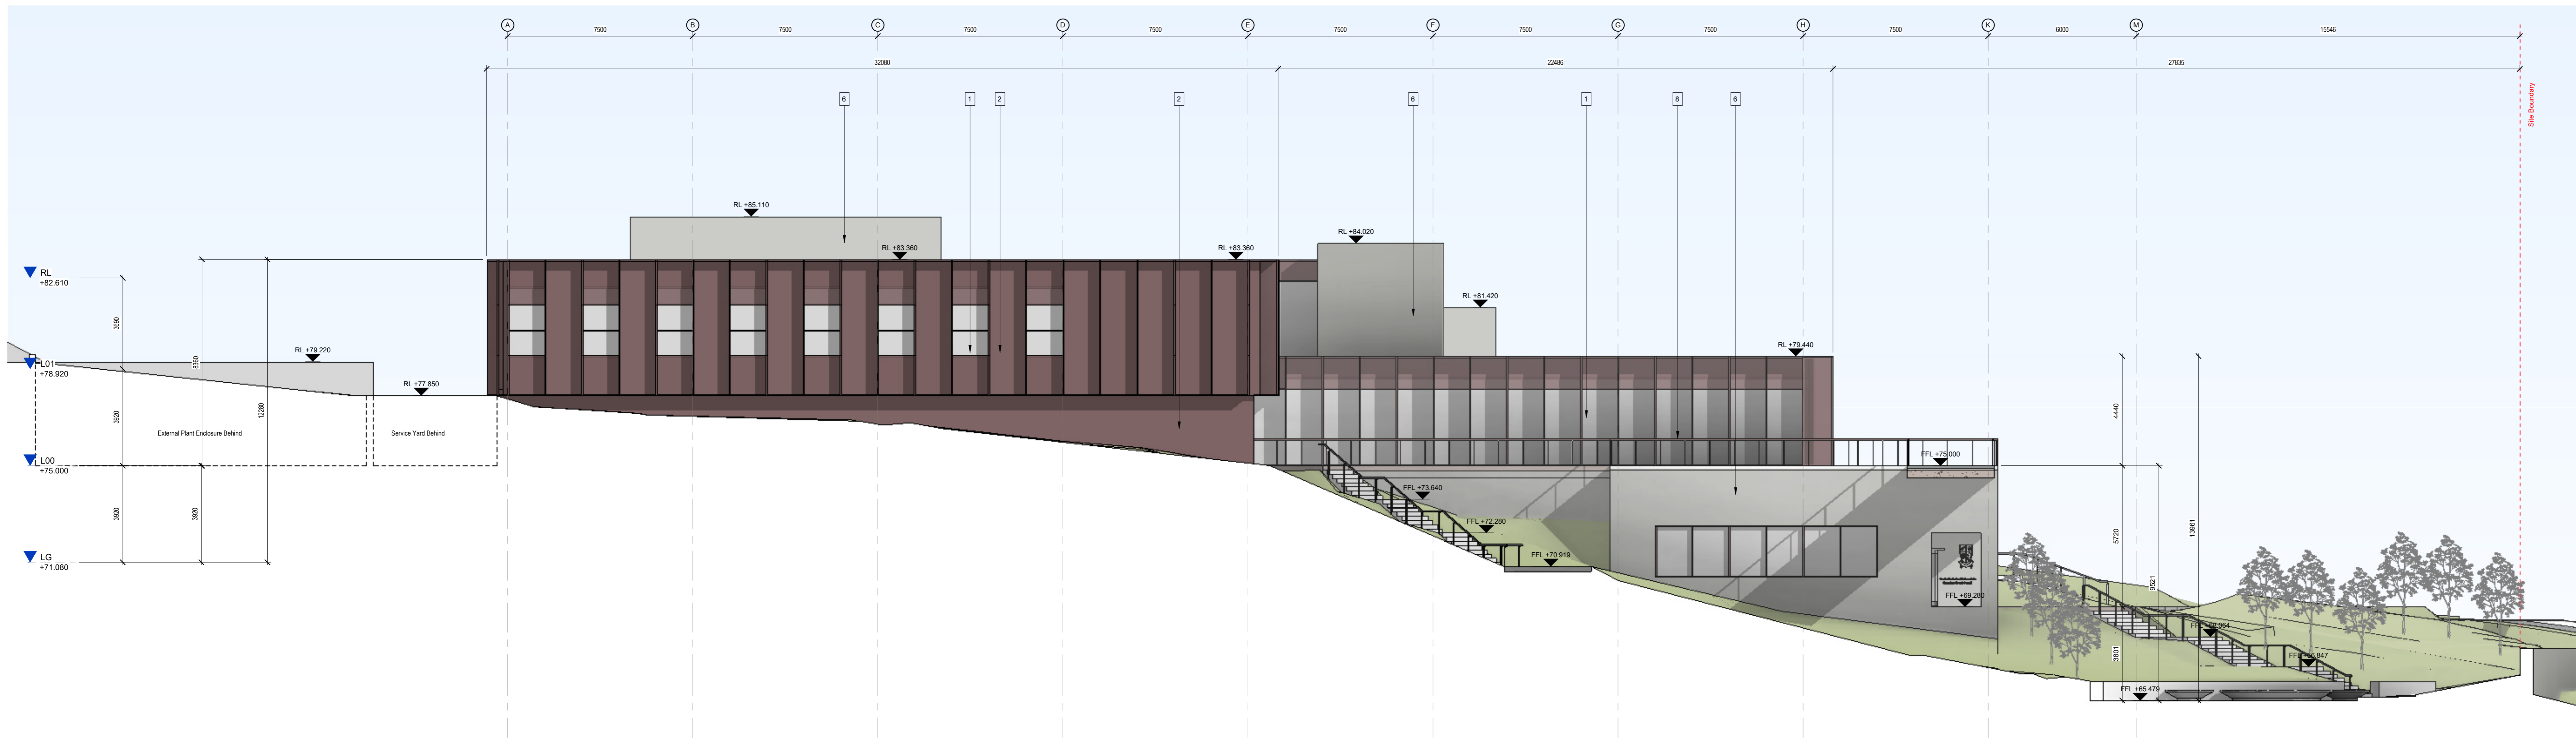 A
B
C
D
E
F
G
H
K
M
7500
7500
7500
7500
7500
7500
7500
7500
6000
15546
32080
22486
27835
Site Boundary
6
1
2
2
6
1
8
6
RL +85.110
RL +83.360
RL +83.360
RL +84.020
RL +81.420
RL +79.440
RL +79.220
RL +77.850
RL
+82.610
L01
+78.920
L00
+75.000
LG
+71.080
3690
3920
3920
8360
3920
12280
External Plant Enclosure Behind
Service Yard Behind
FFL +75.000
FFL +73.640
FFL +72.280
FFL +70.919
FFL +69.280
FFL +65.479
4440
5720
3801
9521
13961